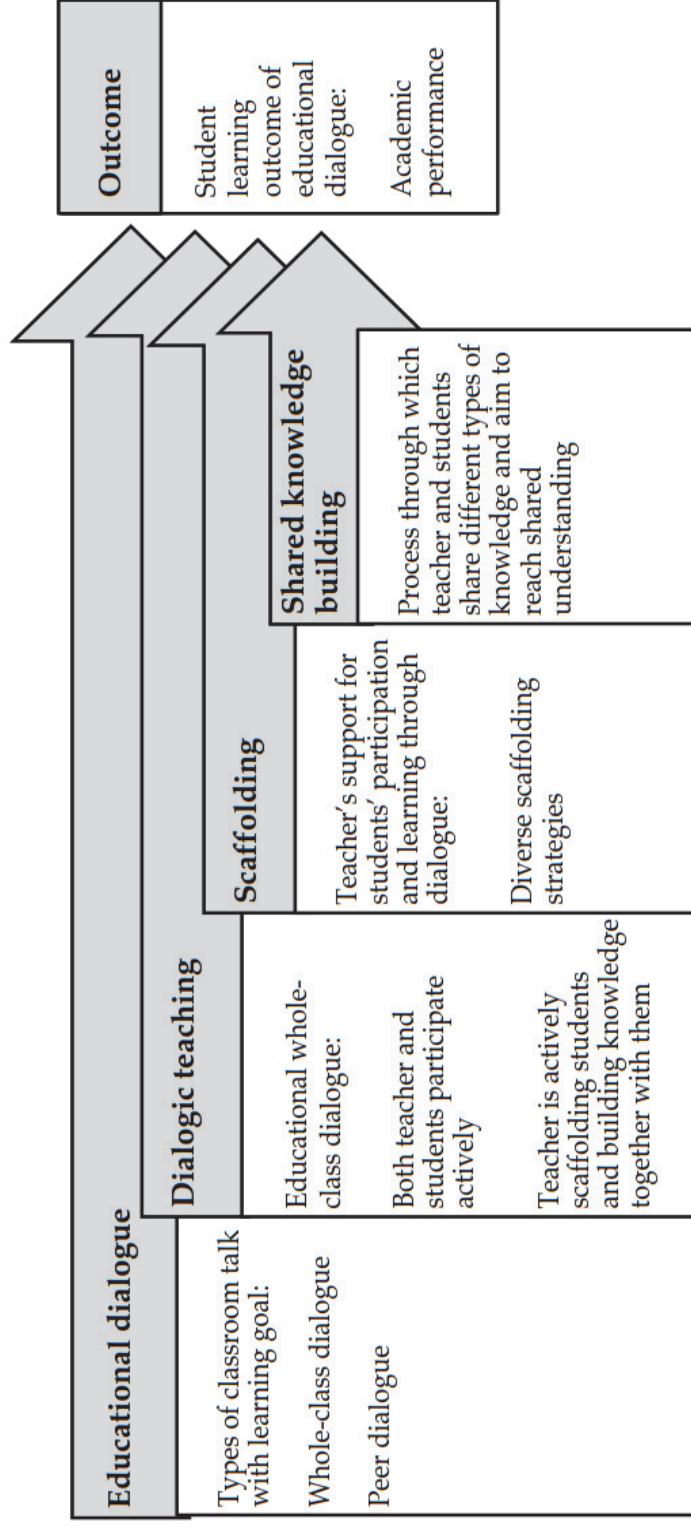 Educational dialogue
Types of classroom talk
with learning goal:
Whole-class dialogue
Peer dialogue
Dialogic teaching
Educational whole-
class dialogue:
Both teacher and
students participate
actively
Teacher is actively
scaffolding students
and building knowledge
together with them
Scaffolding
Teacher's support for
students' participation
and learning through
dialogue:
Diverse scaffolding
strategies
Shared knowledge
building
Process through which
teacher and students
share different types of
knowledge and aim to
reach shared
understanding
Outcome
Student
learning
outcome of
educational
dialogue:
Academic
performance